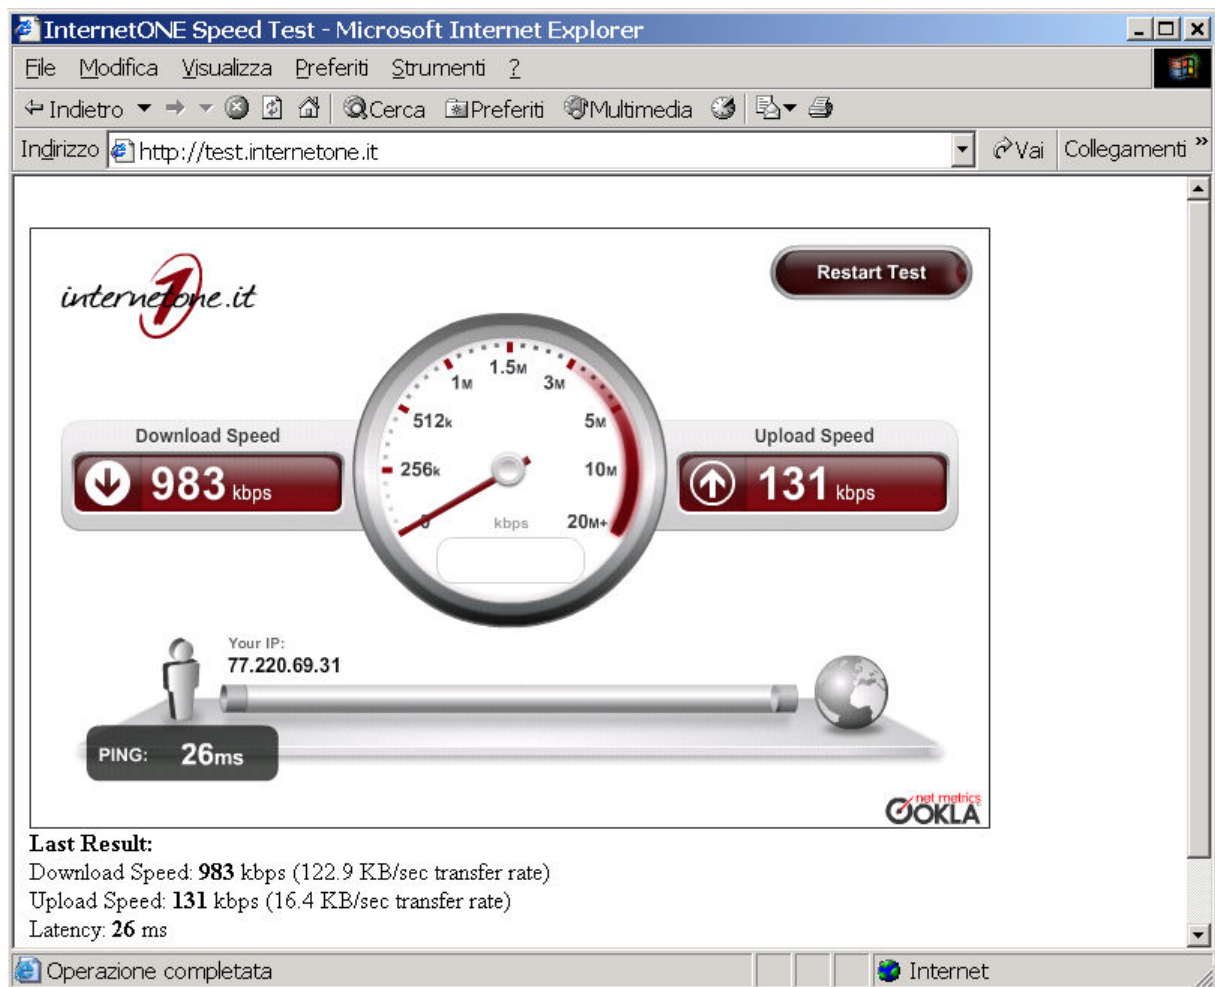 InternetONE Speed Test - Microsoft Internet Explorer
File Modifica Visualizza Preferiti Strumenti ?
Indietro Cerca Preferiti Multimedia
Indirizzo http://test.internetone.it Vai Collegamenti »
internetone.it
1
Restart Test
1.5M
1M 3M
512k 5M
256k 10M
0 kbps 20M+
Download Speed
983 kbps
Upload Speed
131 kbps
Your IP:
77.220.69.31
PING: 26ms
net metrics
OOKLA
Last Result:
Download Speed: 983 kbps (122.9 KB/sec transfer rate)
Upload Speed: 131 kbps (16.4 KB/sec transfer rate)
Latency: 26 ms
Operazione completata Internet